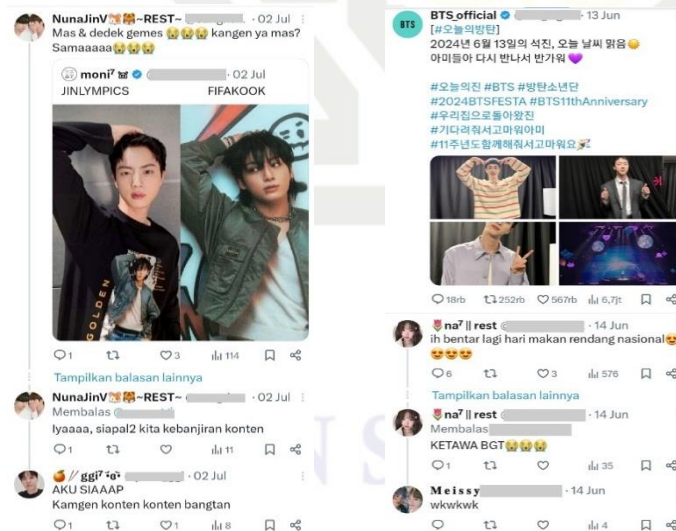 NunaJinV🐹🐯~REST~ · 02 Jul
Mas & dedek gemes 😭😭😭 kangen ya mas?
Samaaaaa😭😭😭
moni⁷ · 02 Jul
JINLYMPICS FIFAKOOK
GOLDEN
1 3 114
Tampilkan balasan lainnya
NunaJinV🐹🐯~REST~ · 02 Jul
Membalas
Iyaaaa, siapal2 kita kebanjiran konten
1 11
🍊 // ggi⁷ · 02 Jul
AKU SIAAAP
Kamgen konten konten bangtan
1 1 8
BTS
BTS_official · 13 Jun
[#오늘의방탄]
2024년 6월 13일의 석진, 오늘 날씨 맑음🌞
아미들아 다시 만나서 반가워💜
#오늘의진 #BTS #방탄소년단
#2024BTSFESTA #BTS11thAnniversary
#우리집으로돌아왔진
#기다려줘서고마워아미
#11주년도함께해줘서고마워요🎉
18rb 252rb 567rb 6,7jt
🌷na⁷ || rest · 14 Jun
ih bentar lagi hari makan rendang nasional😍
😍😍😍
6 3 576
Tampilkan balasan lainnya
🌷na⁷ || rest · 14 Jun
Membalas
KETAWA BGT😭😭😭
1 35
Meissy · 14 Jun
wkwkwk
4